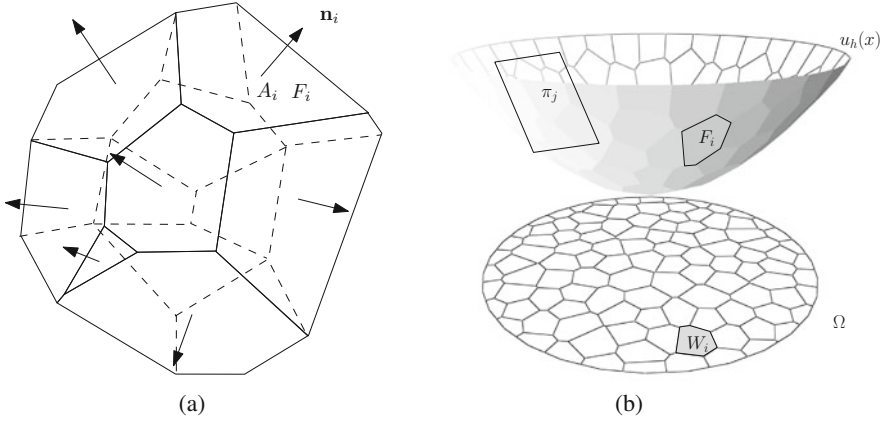 n_i
A_i F_i
(a)
u_h(x)
π_j
F_i
Ω
W_i
(b)